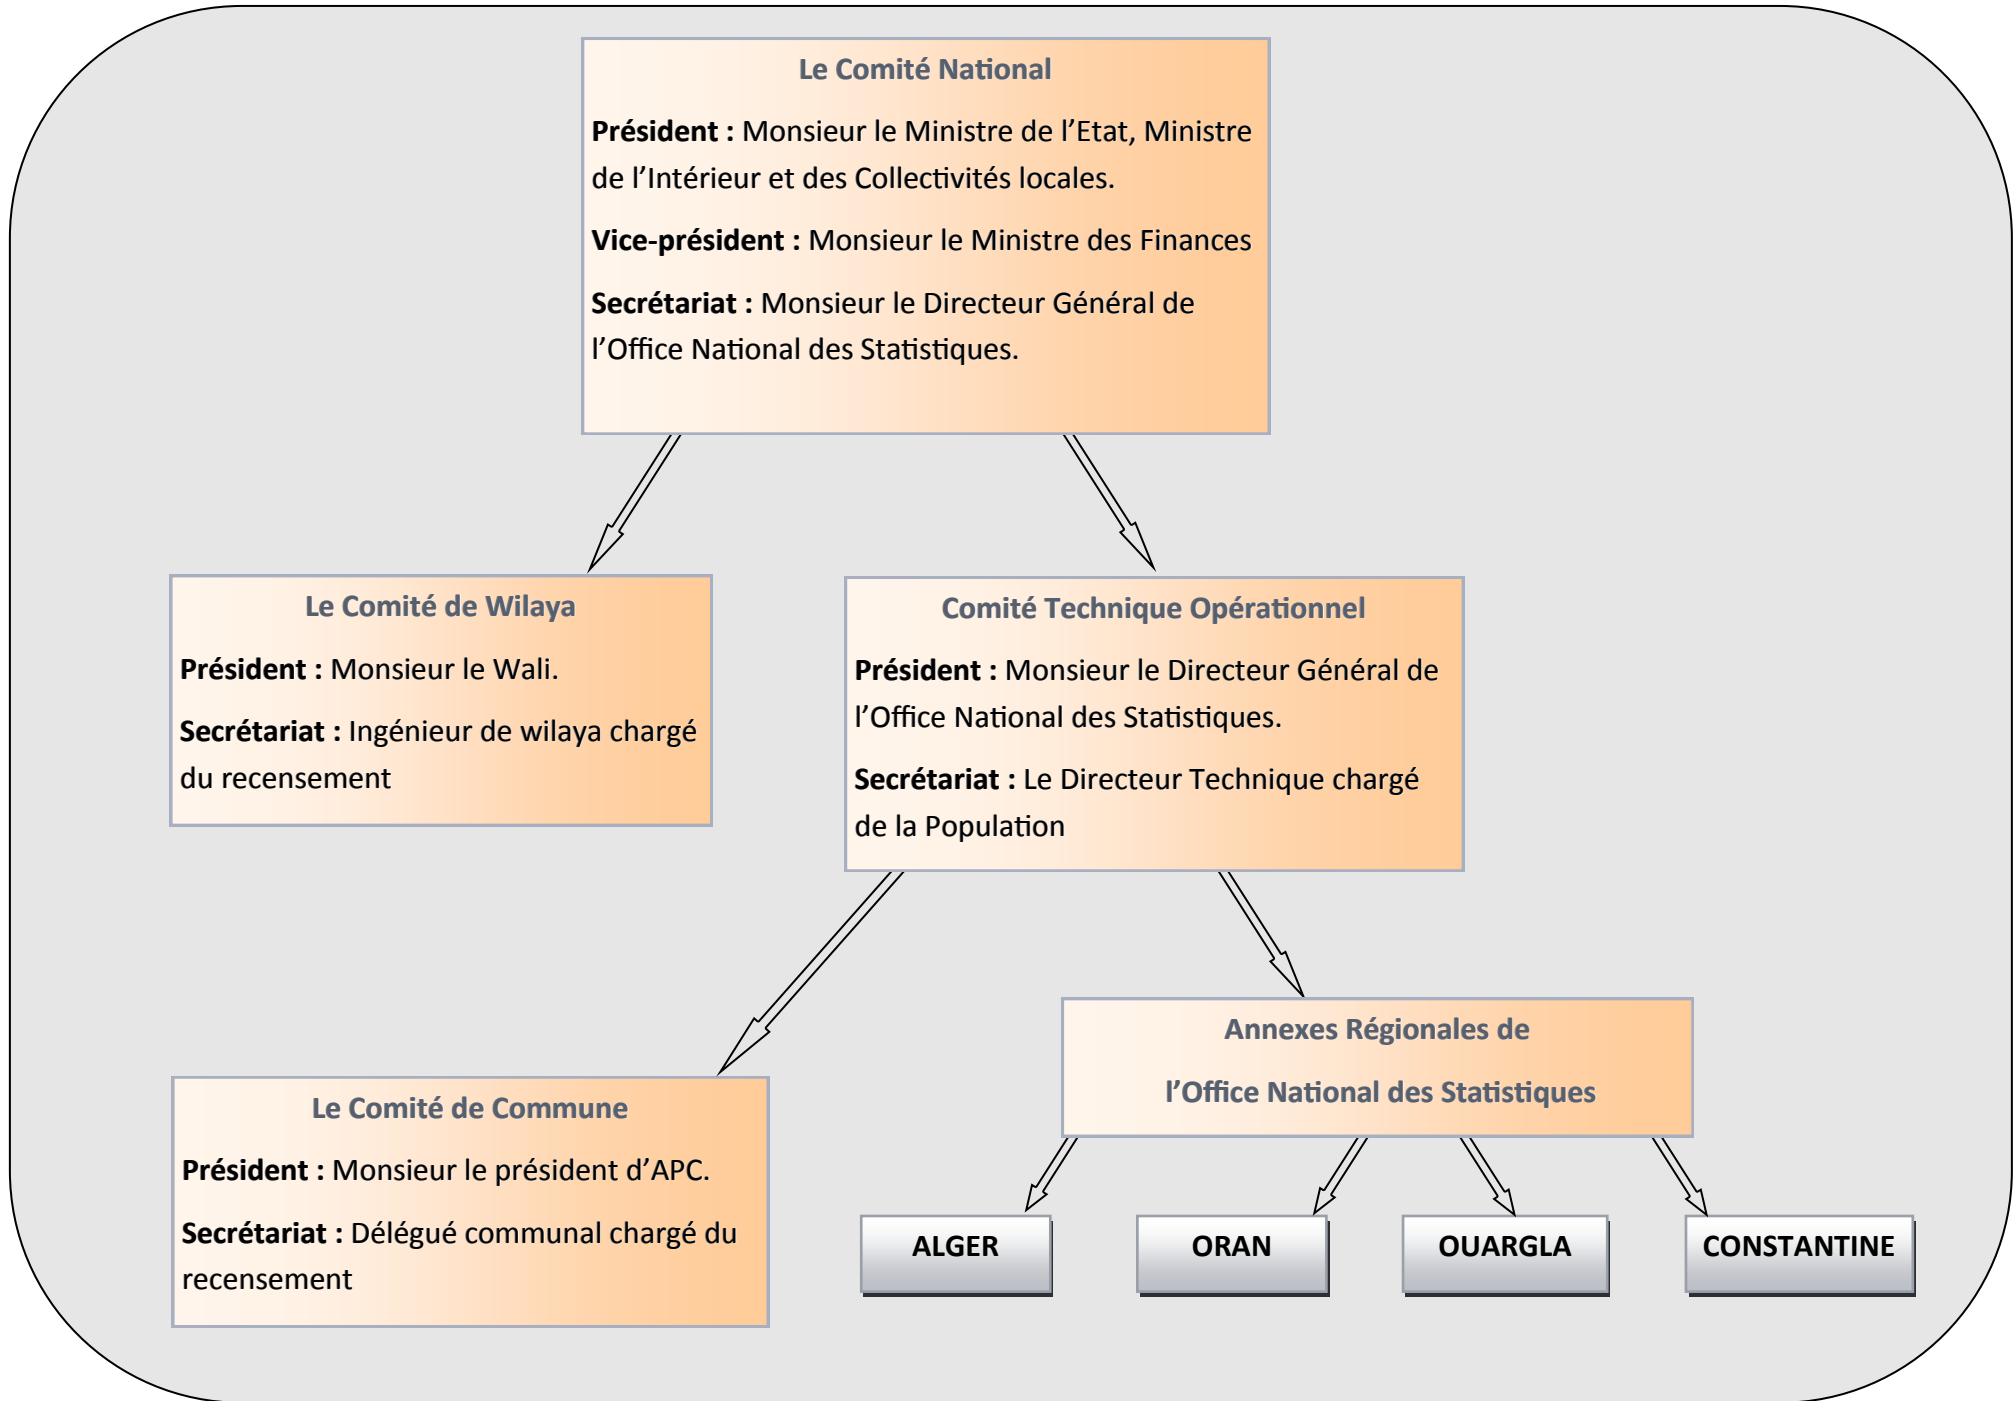 Le Comité National
Président : Monsieur le Ministre de l’Etat, Ministre
de l’Intérieur et des Collectivités locales.
Vice-président : Monsieur le Ministre des Finances
Secrétariat : Monsieur le Directeur Général de
l’Office National des Statistiques.
Le Comité de Wilaya
Président : Monsieur le Wali.
Secrétariat : Ingénieur de wilaya chargé
du recensement
Comité Technique Opérationnel
Président : Monsieur le Directeur Général de
l’Office National des Statistiques.
Secrétariat : Le Directeur Technique chargé
de la Population
Le Comité de Commune
Président : Monsieur le président d’APC.
Secrétariat : Délégué communal chargé du
recensement
Annexes Régionales de
l’Office National des Statistiques
ALGER
ORAN
OUARGLA
CONSTANTINE